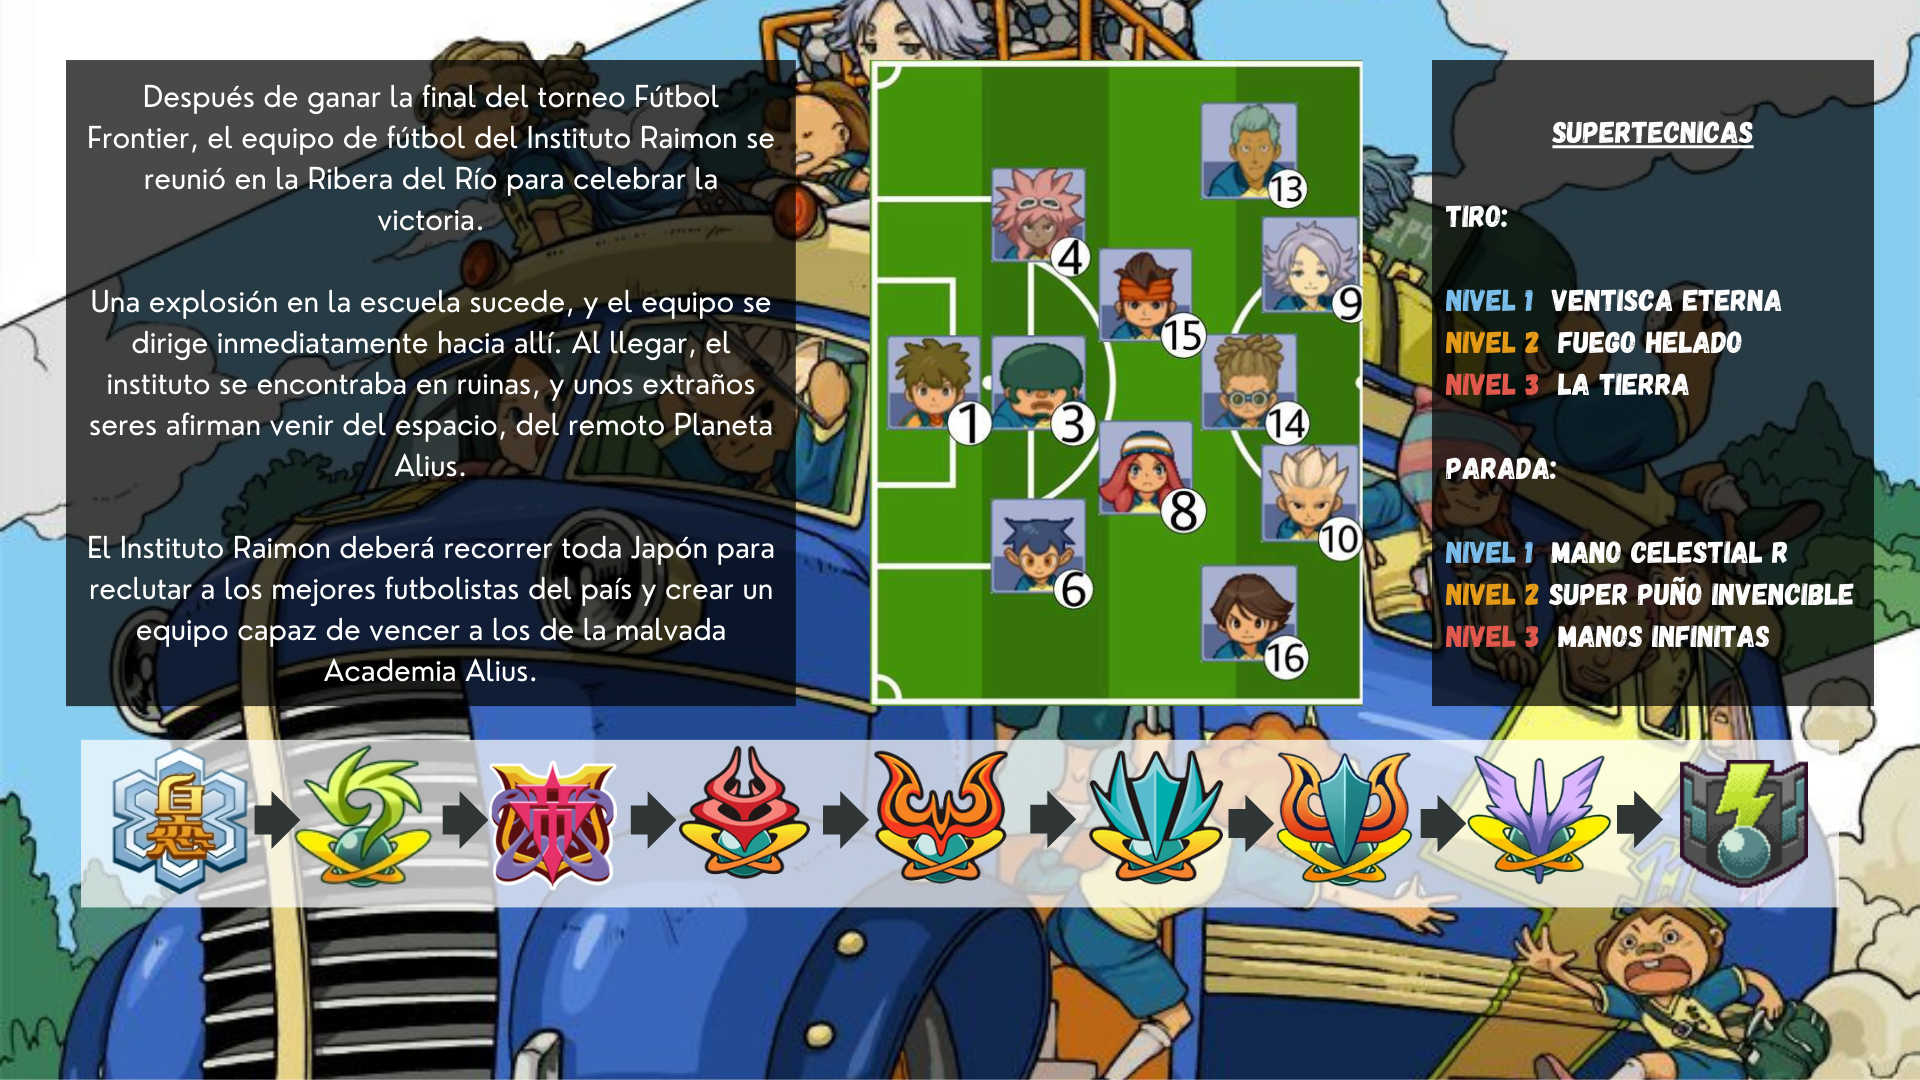 Después de ganar la final del torneo Fútbol
Frontier, el equipo de fútbol del Instituto Raimon se
reunió en la Ribera del Río para celebrar la
victoria.
Una explosión en la escuela sucede, y el equipo se
dirige inmediatamente hacia allí. Al llegar, el
instituto se encontraba en ruinas, y unos extraños
seres afirman venir del espacio, del remoto Planeta
Alius.
El Instituto Raimon deberá recorrer toda Japón para
reclutar a los mejores futbolistas del país y crear un
equipo capaz de vencer a los de la malvada
Academia Alius.
13
4
9
15
1
3
14
8
10
6
16
SUPERTECNICAS
TIRO:
NIVEL 1 VENTISCA ETERNA
NIVEL 2 FUEGO HELADO
NIVEL 3 LA TIERRA
PARADA:
NIVEL 1 MANO CELESTIAL R
NIVEL 2 SUPER PUÑO INVENCIBLE
NIVEL 3 MANOS INFINITAS